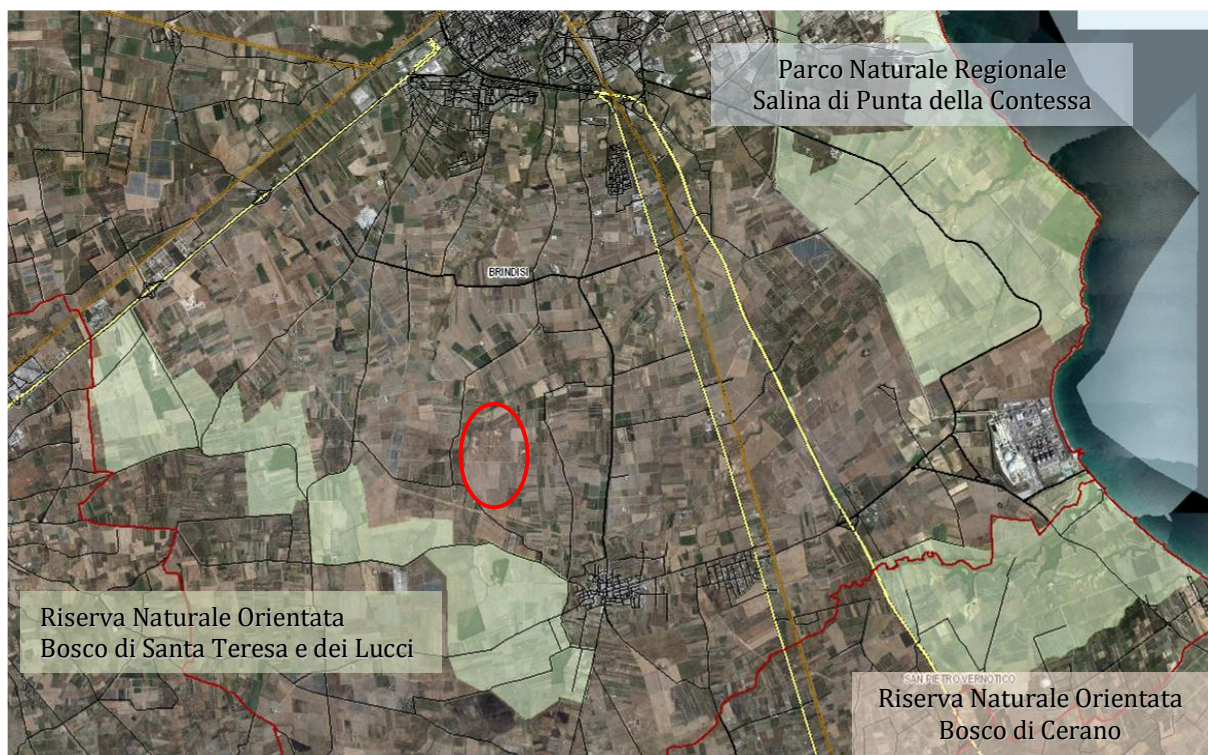 Parco Naturale Regionale
Salina di Punta della Contessa
BRINDISI
Riserva Naturale Orientata
Bosco di Santa Teresa e dei Lucci
SAN PIETRO VERNOTICO
Riserva Naturale Orientata
Bosco di Cerano